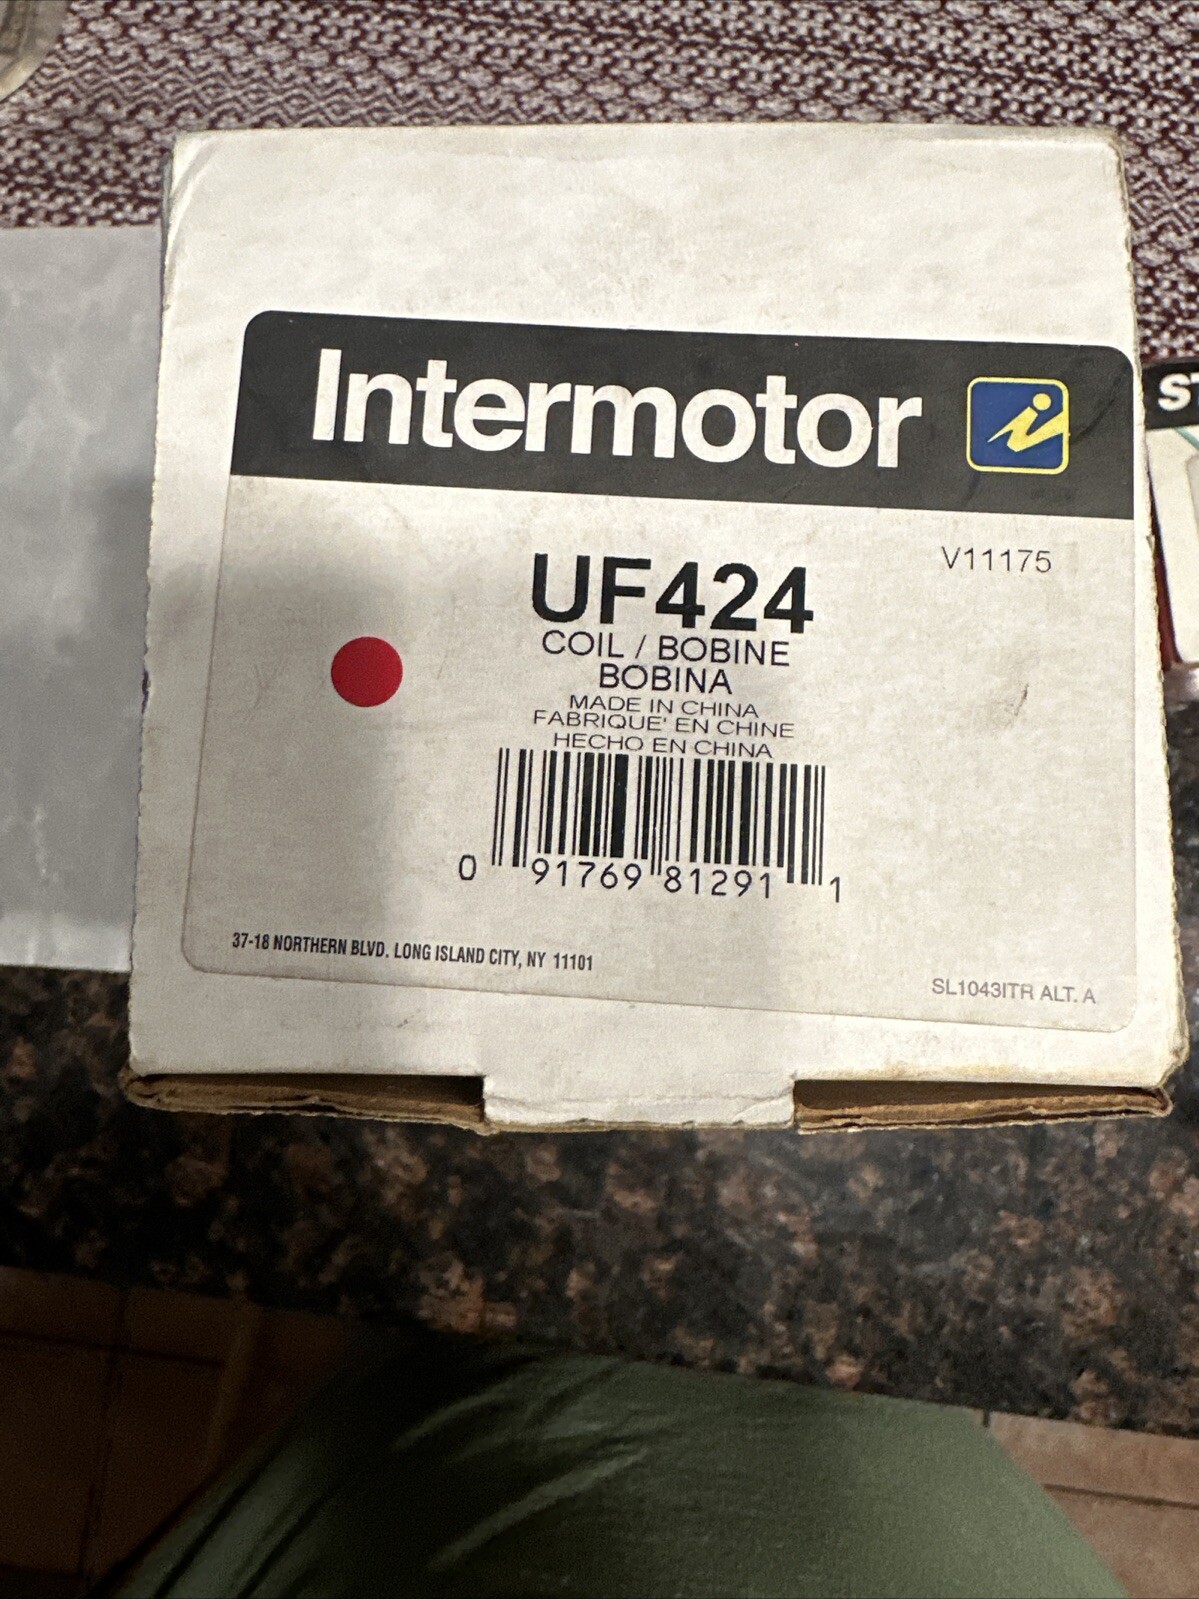 Intermotor
V11175
UF424
COIL / BOBINE
BOBINA
MADE IN CHINA
FABRIQUE' EN CHINE
HECHO EN CHINA
0 91769 81291 1
37-18 NORTHERN BLVD. LONG ISLAND CITY, NY 11101
SL1043ITR ALT. A